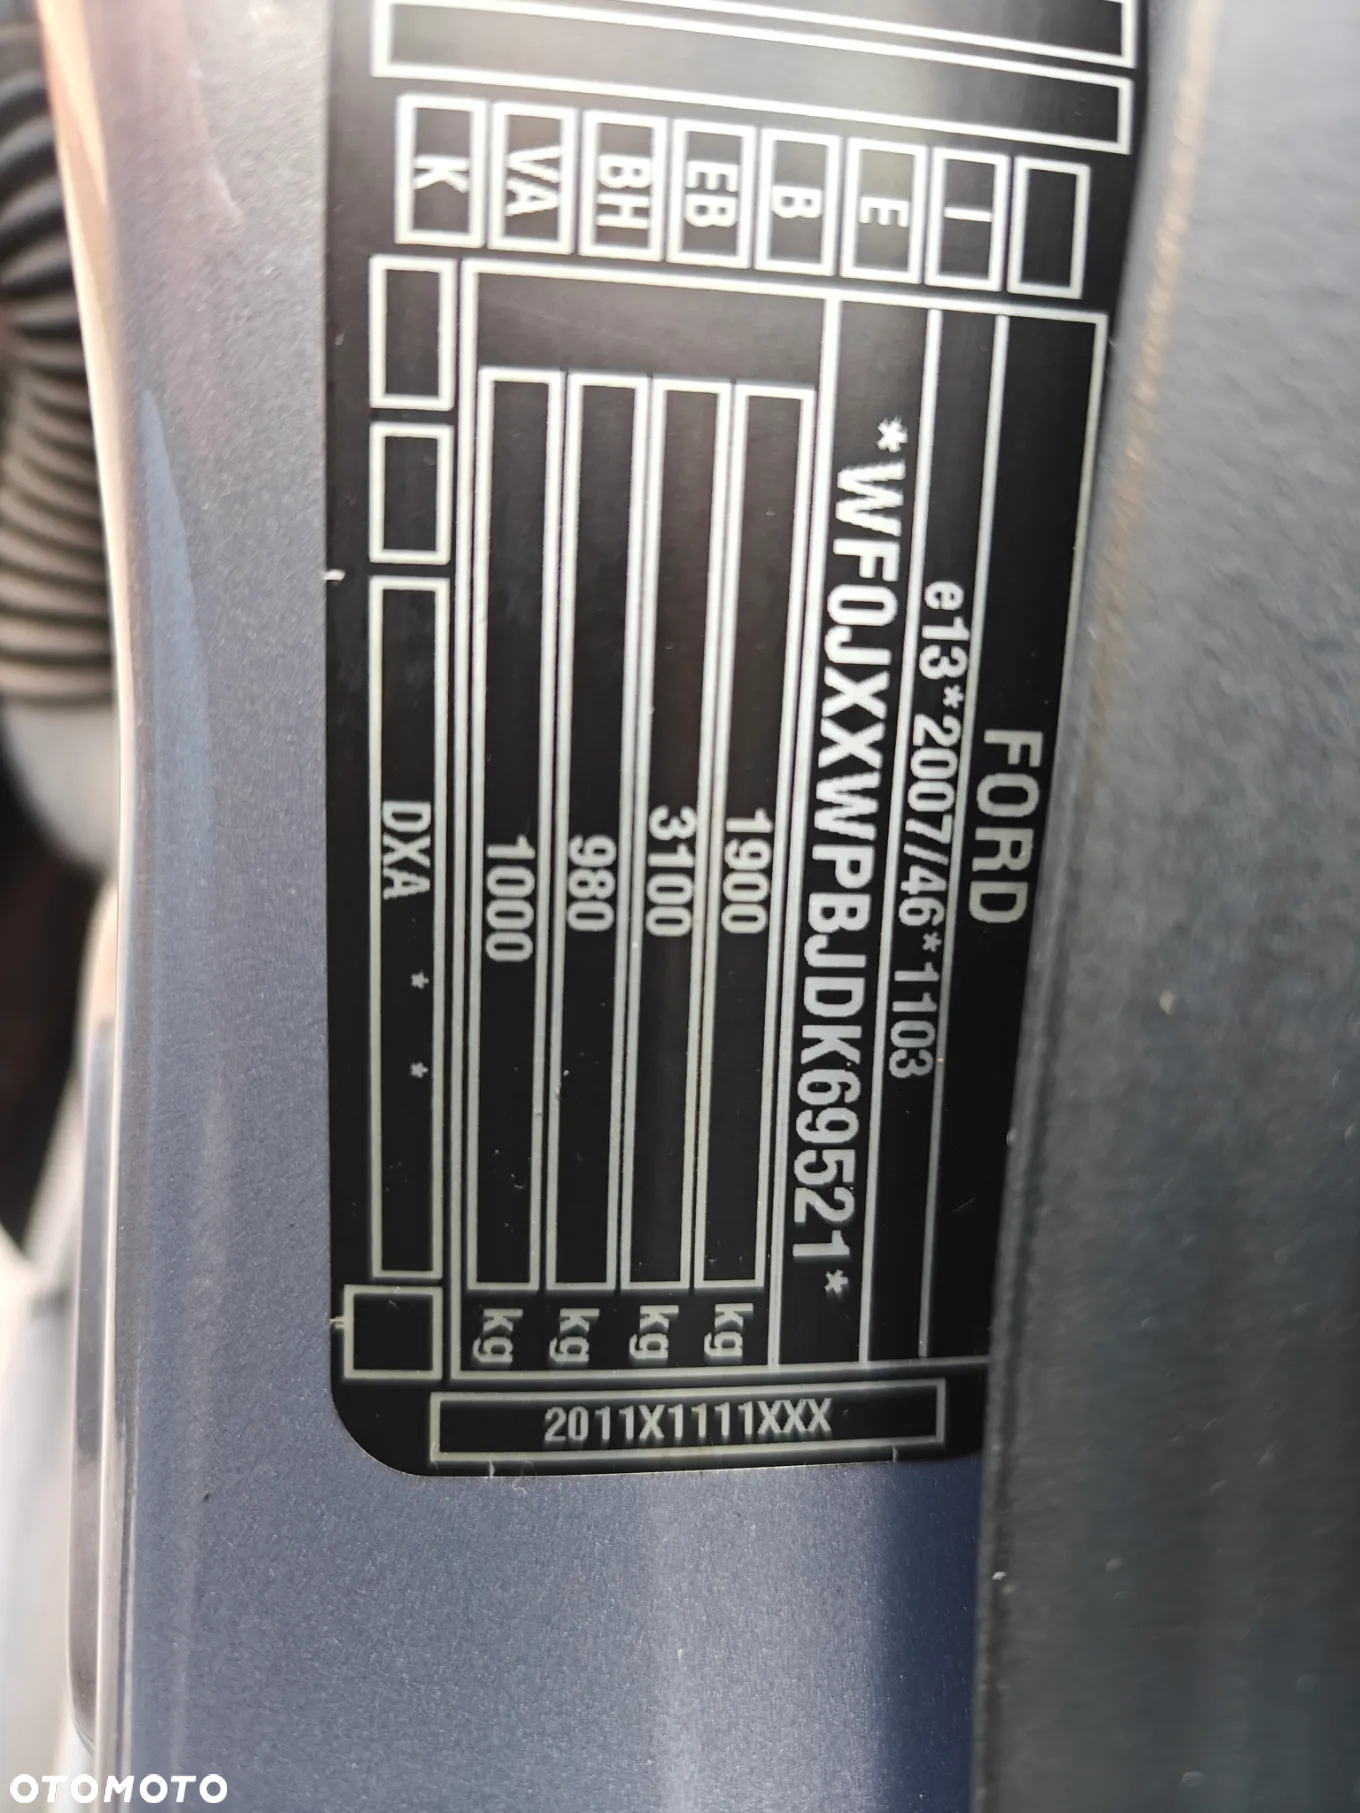 FORD
e13*2007/46*1103
*WF0JXXWPBJDK69521*
1900 kg
3100 kg
980 kg
1000 kg
DXA * *
I
E
B
EB
BH
VA
K
2011X1111XXX
OTOMOTO